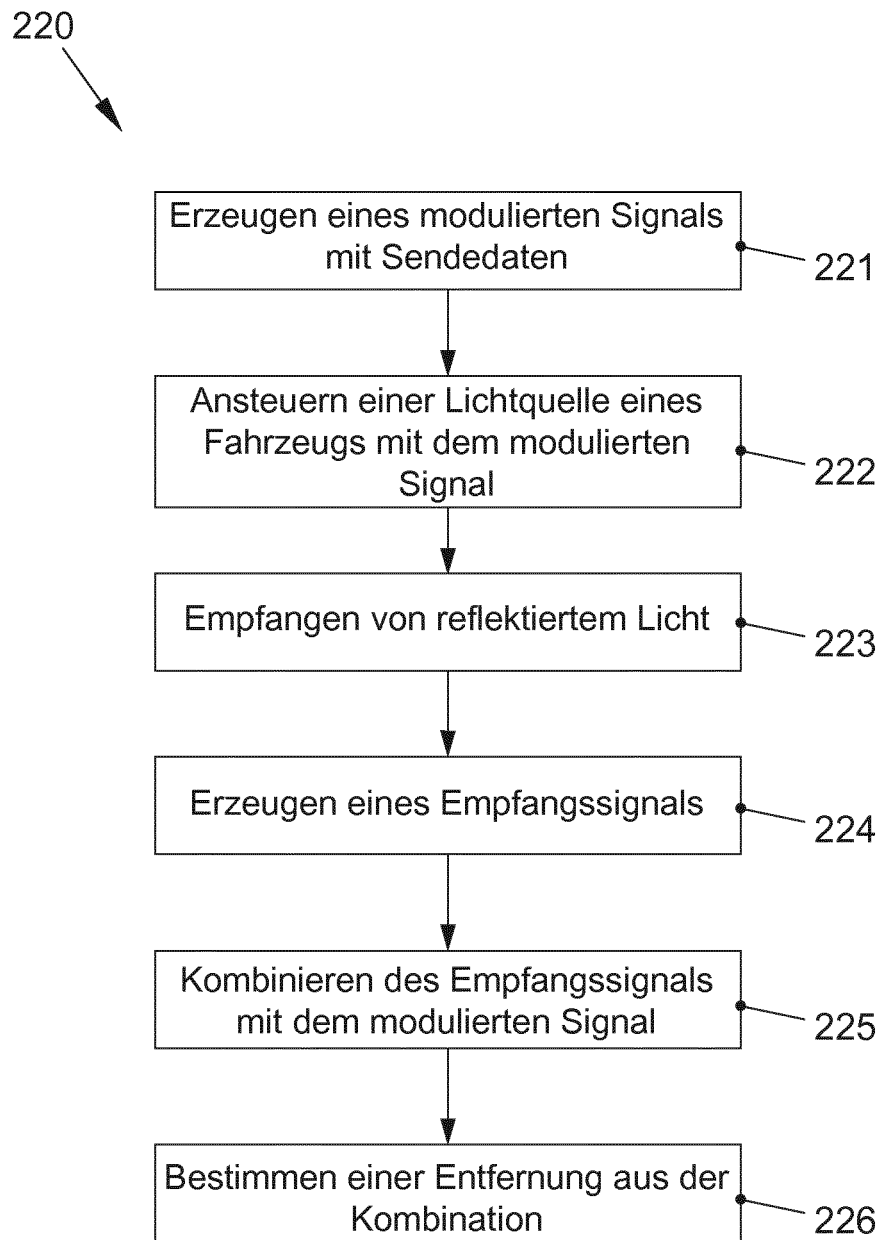 220
Erzeugen eines modulierten Signals
mit Sendedaten
221
Ansteuern einer Lichtquelle eines
Fahrzeugs mit dem modulierten
Signal
222
Empfangen von reflektiertem Licht
223
Erzeugen eines Empfangssignals
224
Kombinieren des Empfangssignals
mit dem modulierten Signal
225
Bestimmen einer Entfernung aus der
Kombination
226